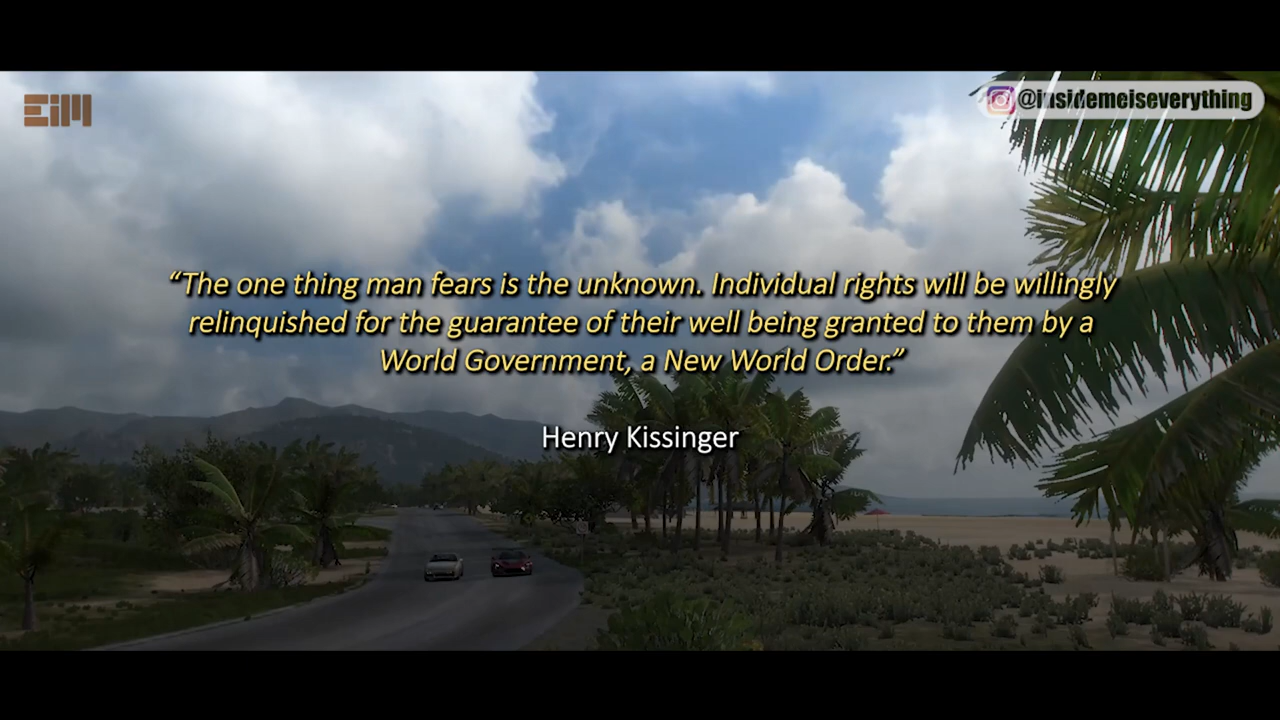 EiM
@insidemeiseverything
“The one thing man fears is the unknown. Individual rights will be willingly
relinquished for the guarantee of their well being granted to them by a
World Government, a New World Order.”
Henry Kissinger